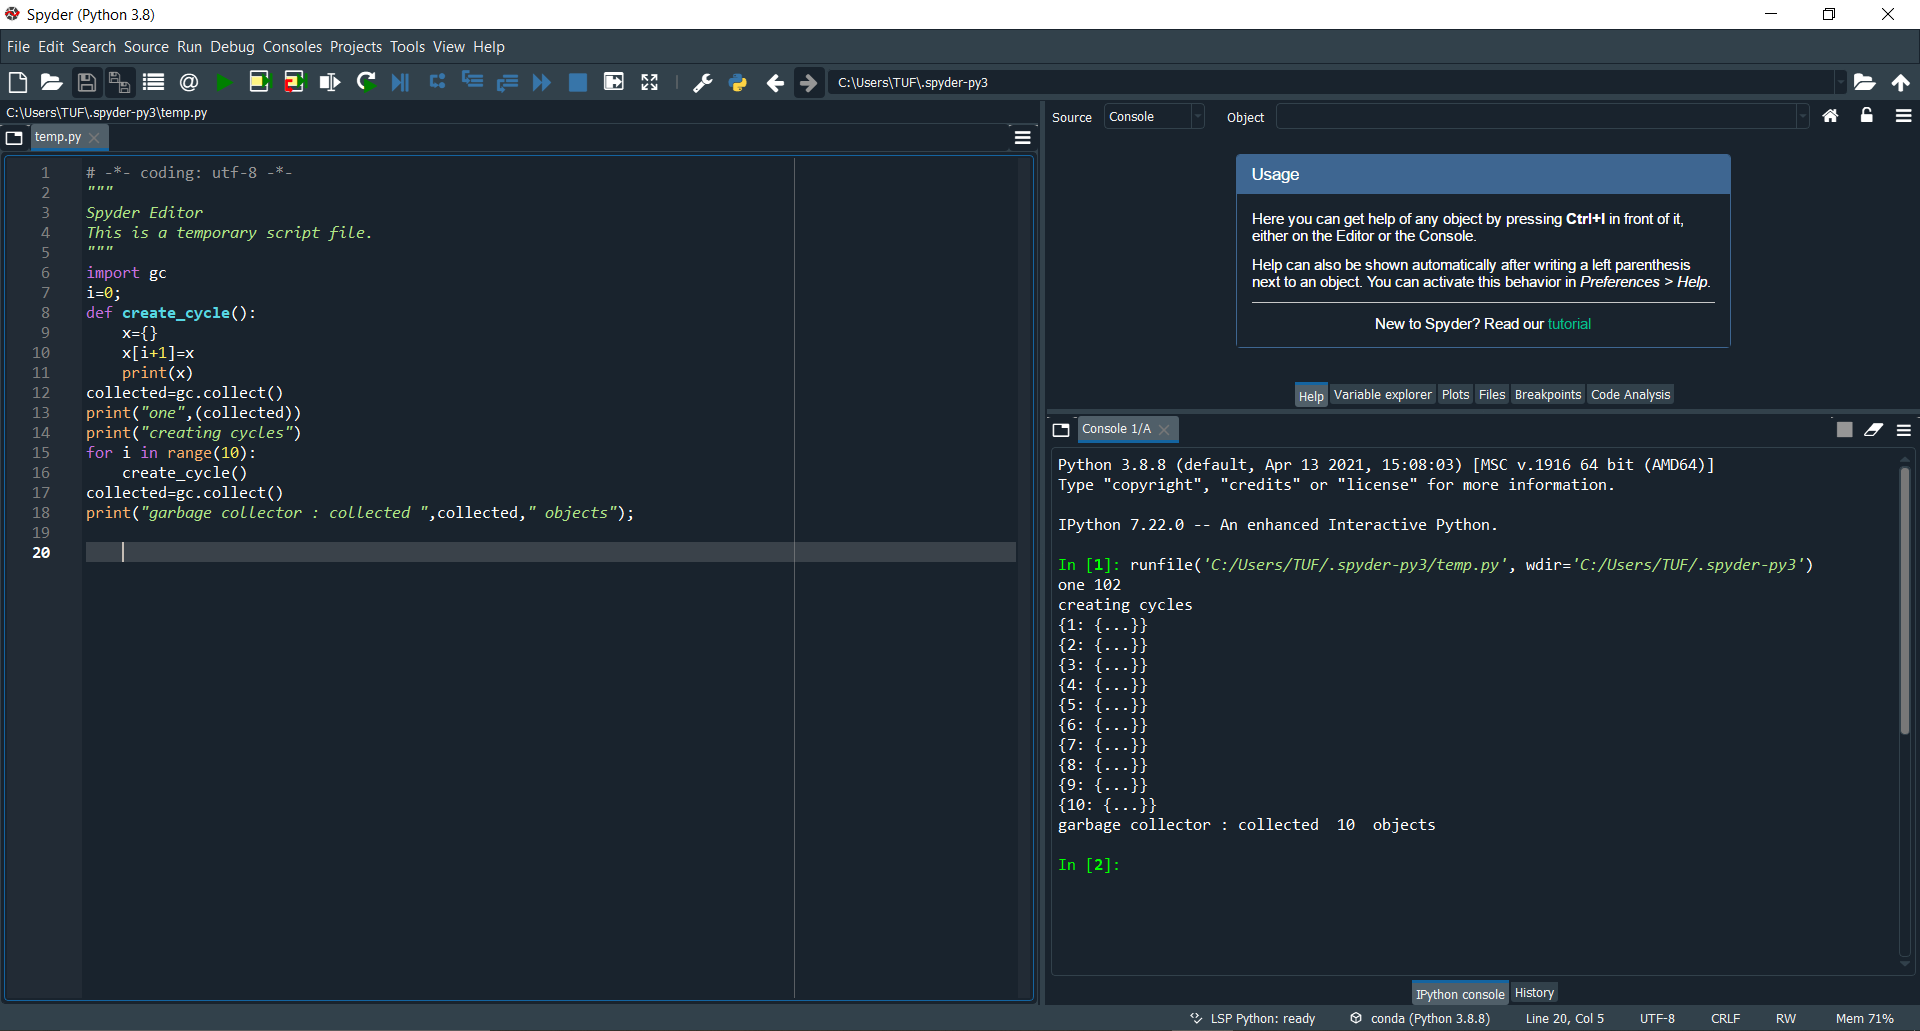 Spyder (Python 3.8)
File Edit Search Source Run Debug Consoles Projects Tools View Help
C:\Users\TUF\.spyder-py3
C:\Users\TUF\.spyder-py3\temp.py
temp.py
1 # -*- coding: utf-8 -*-
2 """
3 Spyder Editor
4 This is a temporary script file.
5 """
6 import gc
7 i=0;
8 def create_cycle():
9     x={}
10     x[i+1]=x
11     print(x)
12 collected=gc.collect()
13 print("one",(collected))
14 print("creating cycles")
15 for i in range(10):
16     create_cycle()
17 collected=gc.collect()
18 print("garbage collector : collected ",collected," objects");
19
20
Source Console Object
Usage
Here you can get help of any object by pressing Ctrl+I in front of it,
either on the Editor or the Console.
Help can also be shown automatically after writing a left parenthesis
next to an object. You can activate this behavior in Preferences > Help.
New to Spyder? Read our tutorial
Help Variable explorer Plots Files Breakpoints Code Analysis
Console 1/A
Python 3.8.8 (default, Apr 13 2021, 15:08:03) [MSC v.1916 64 bit (AMD64)]
Type "copyright", "credits" or "license" for more information.
IPython 7.22.0 -- An enhanced Interactive Python.
In [1]: runfile('C:/Users/TUF/.spyder-py3/temp.py', wdir='C:/Users/TUF/.spyder-py3')
one 102
creating cycles
{1: {...}}
{2: {...}}
{3: {...}}
{4: {...}}
{5: {...}}
{6: {...}}
{7: {...}}
{8: {...}}
{9: {...}}
{10: {...}}
garbage collector : collected  10  objects
In [2]:
IPython console History
LSP Python: ready conda (Python 3.8.8) Line 20, Col 5 UTF-8 CRLF RW Mem 71%